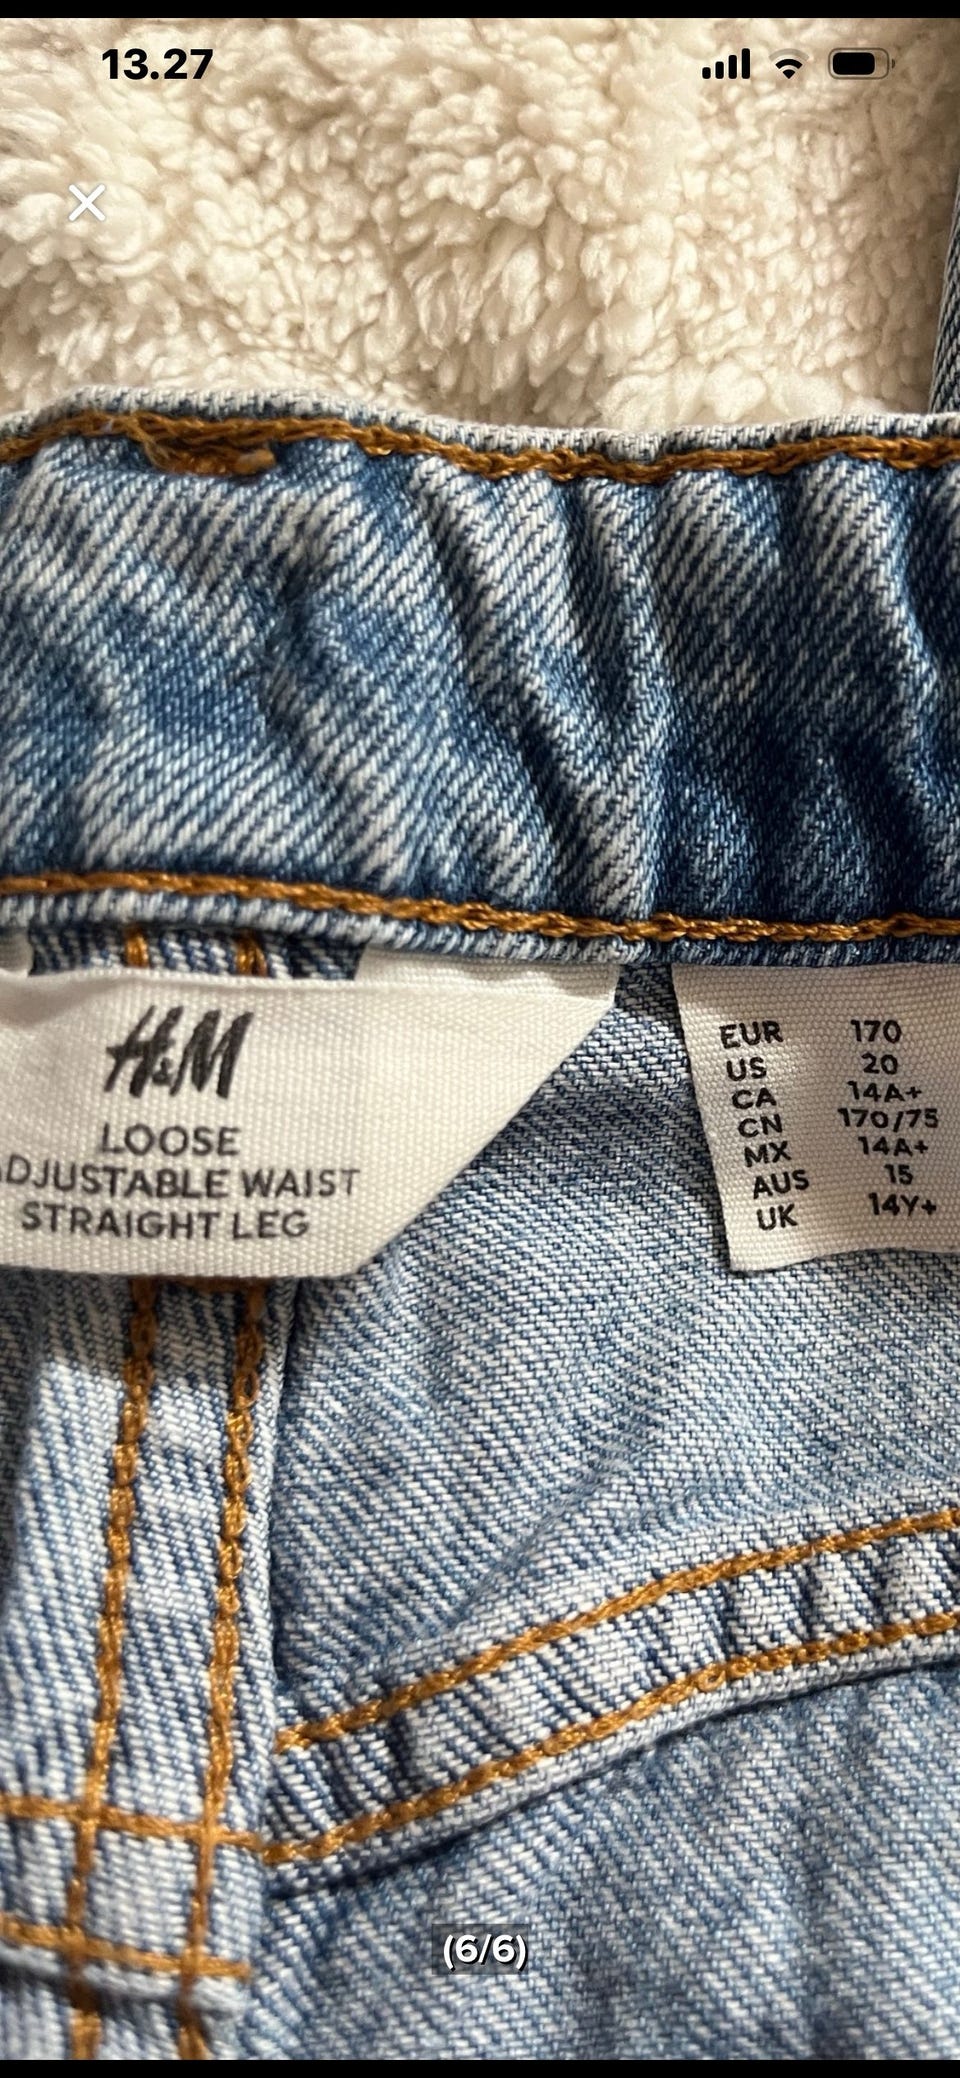 13.27
H&M
LOOSE
ADJUSTABLE WAIST
STRAIGHT LEG
EUR 170
US 20
CA 14A+
CN 170/75
MX 14A+
AUS 15
UK 14Y+
(6/6)